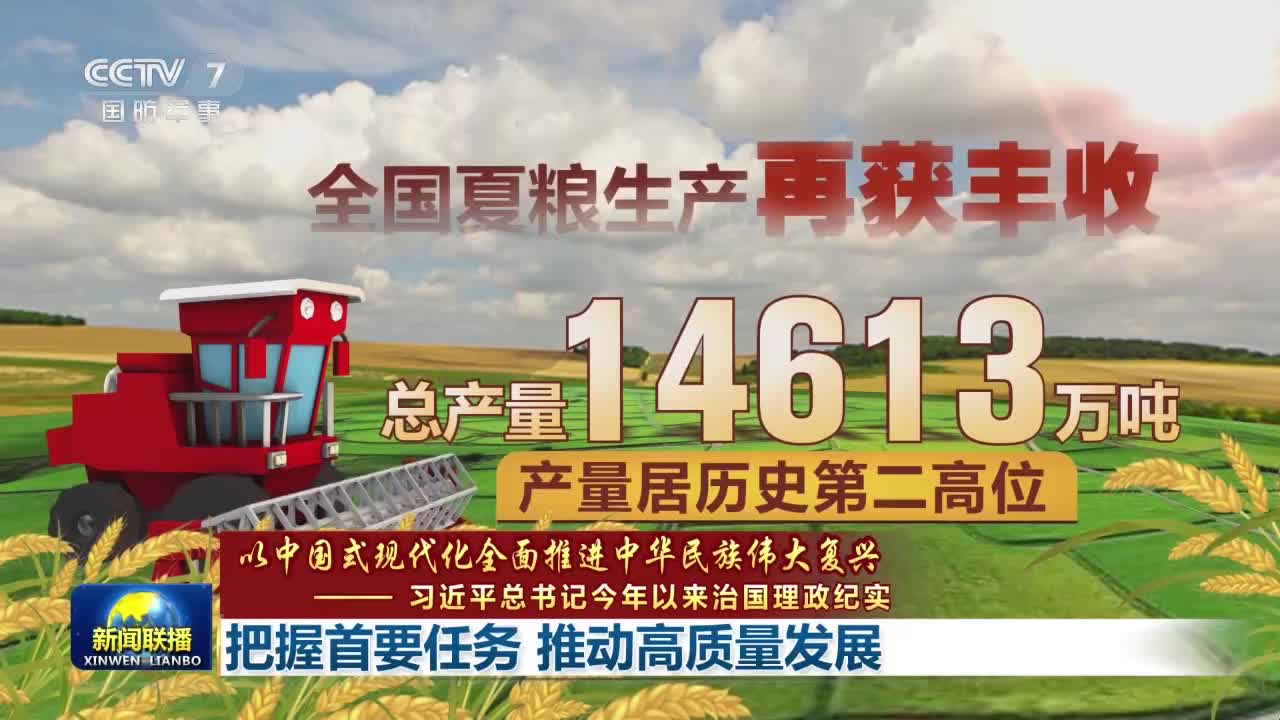 CCTV 7
国防军事
全国夏粮生产再获丰收
总产量14613万吨
产量居历史第二高位
以中国式现代化全面推进中华民族伟大复兴
—— 习近平总书记今年以来治国理政纪实
新闻联播
XINWEN LIANBO
把握首要任务 推动高质量发展